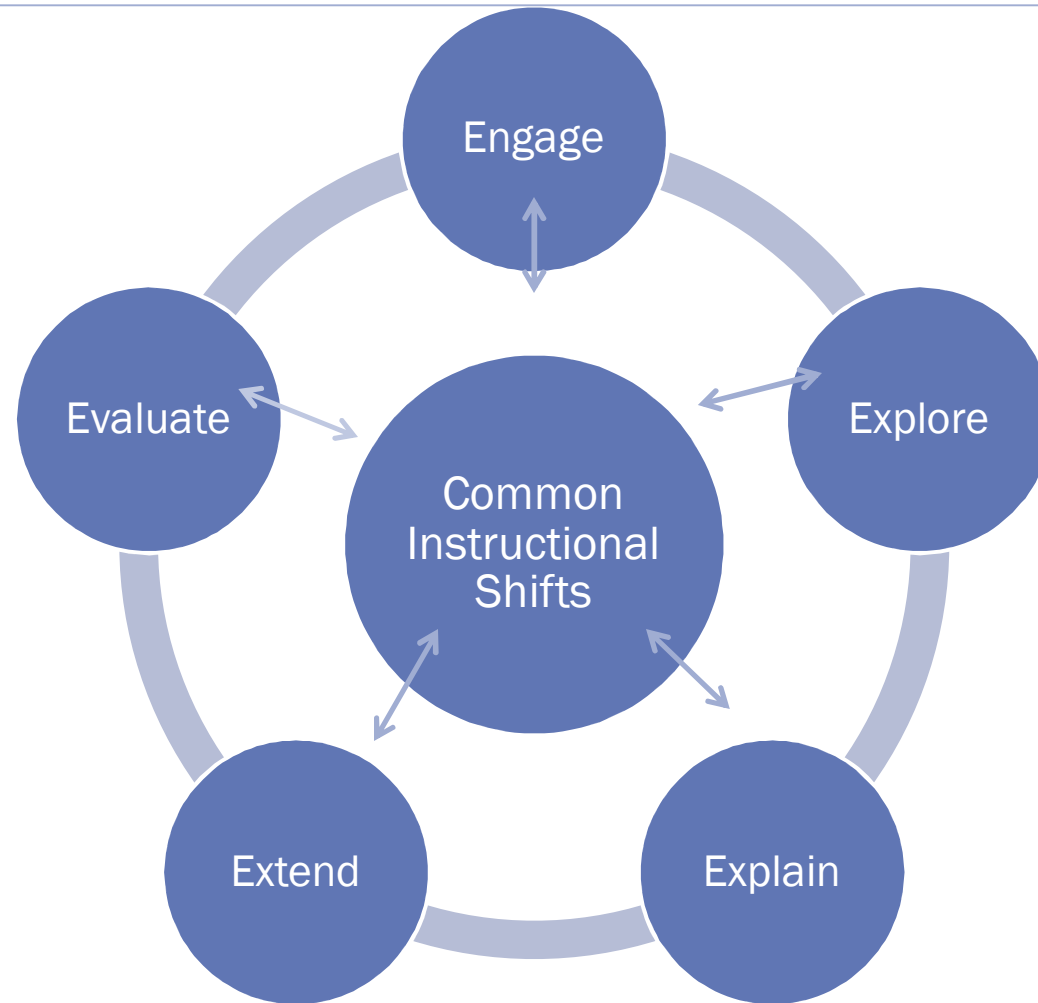 Engage
Explore
Evaluate
Common
Instructional
Shifts
Extend
Explain